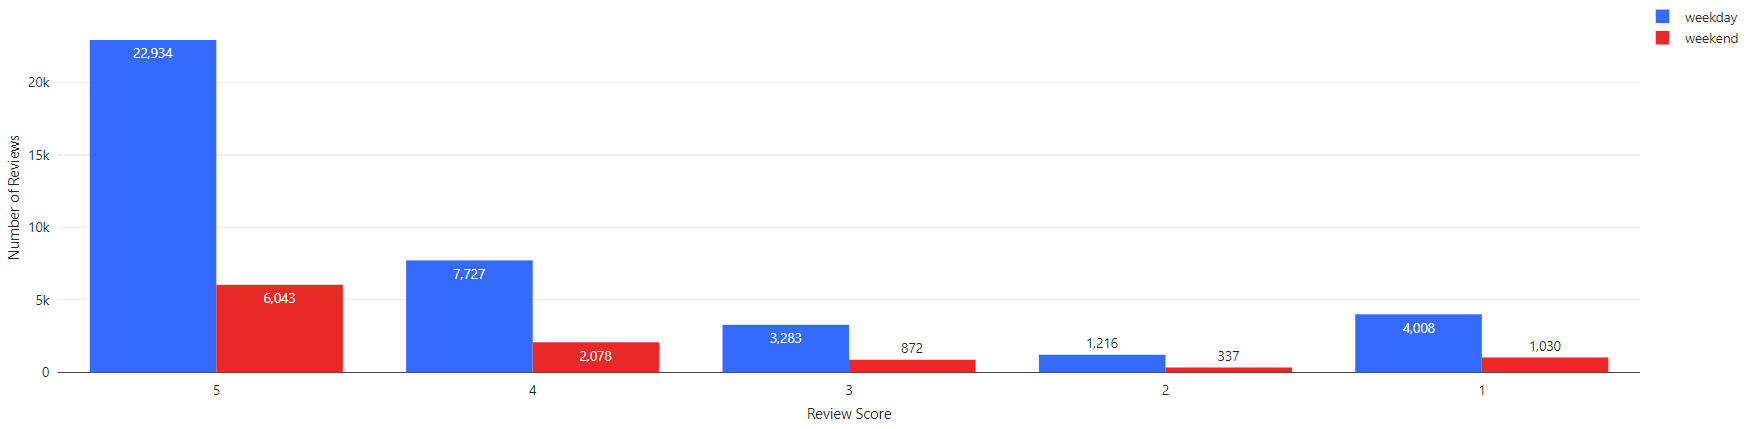 weekday
weekend
Number of Reviews
20k
15k
10k
5k
0
22,934
6,043
7,727
2,078
3,283
872
1,216
337
4,008
1,030
5 4 3 2 1
Review Score